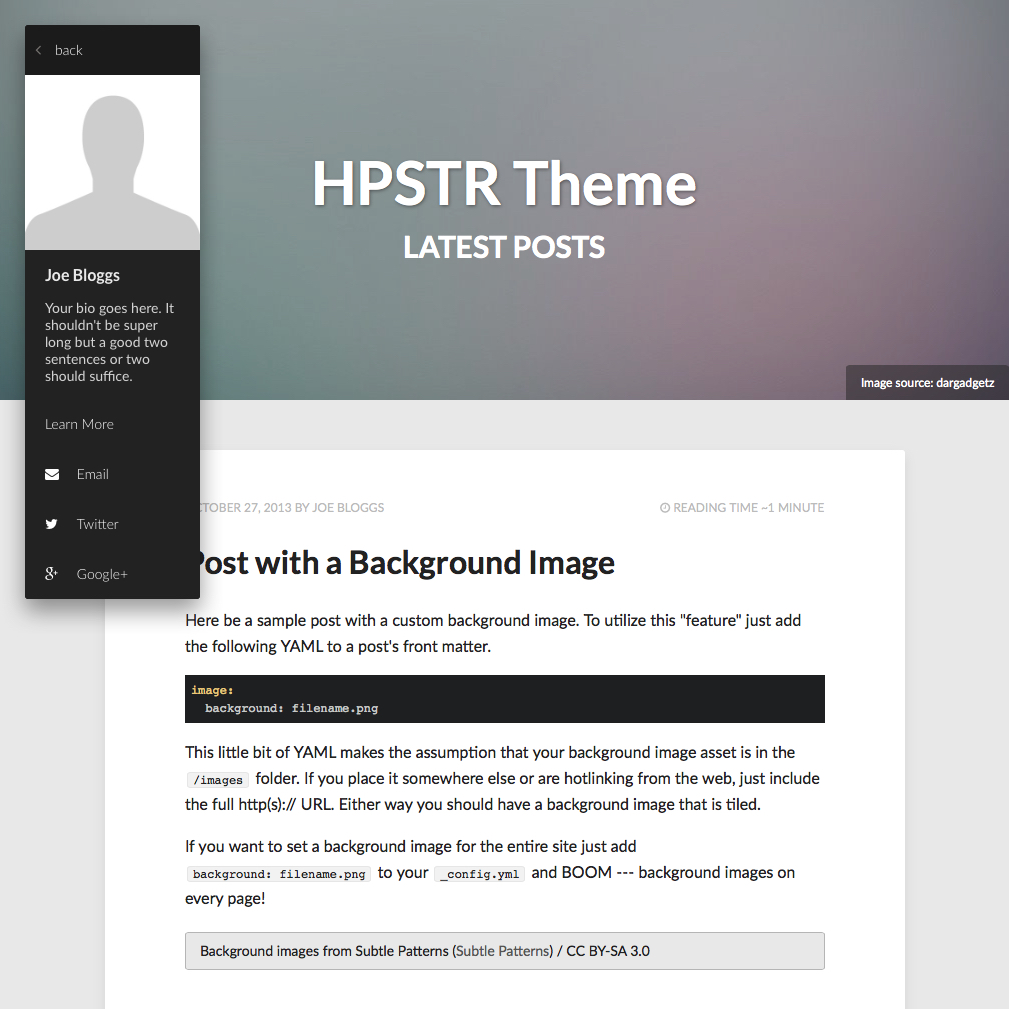 back
HPSTR Theme
LATEST POSTS
Image source: dargadgetz
Joe Bloggs
Your bio goes here. It
shouldn't be super
long but a good two
sentences or two
should suffice.
Learn More
Email
Twitter
Google+
TOBER 27, 2013 BY JOE BLOGGS
READING TIME ~1 MINUTE
Post with a Background Image
Here be a sample post with a custom background image. To utilize this "feature" just add
the following YAML to a post's front matter.
image:
background: filename.png
This little bit of YAML makes the assumption that your background image asset is in the
/images folder. If you place it somewhere else or are hotlinking from the web, just include
the full http(s):// URL. Either way you should have a background image that is tiled.
If you want to set a background image for the entire site just add
background: filename.png to your _config.yml and BOOM --- background images on
every page!
Background images from Subtle Patterns (Subtle Patterns) / CC BY-SA 3.0